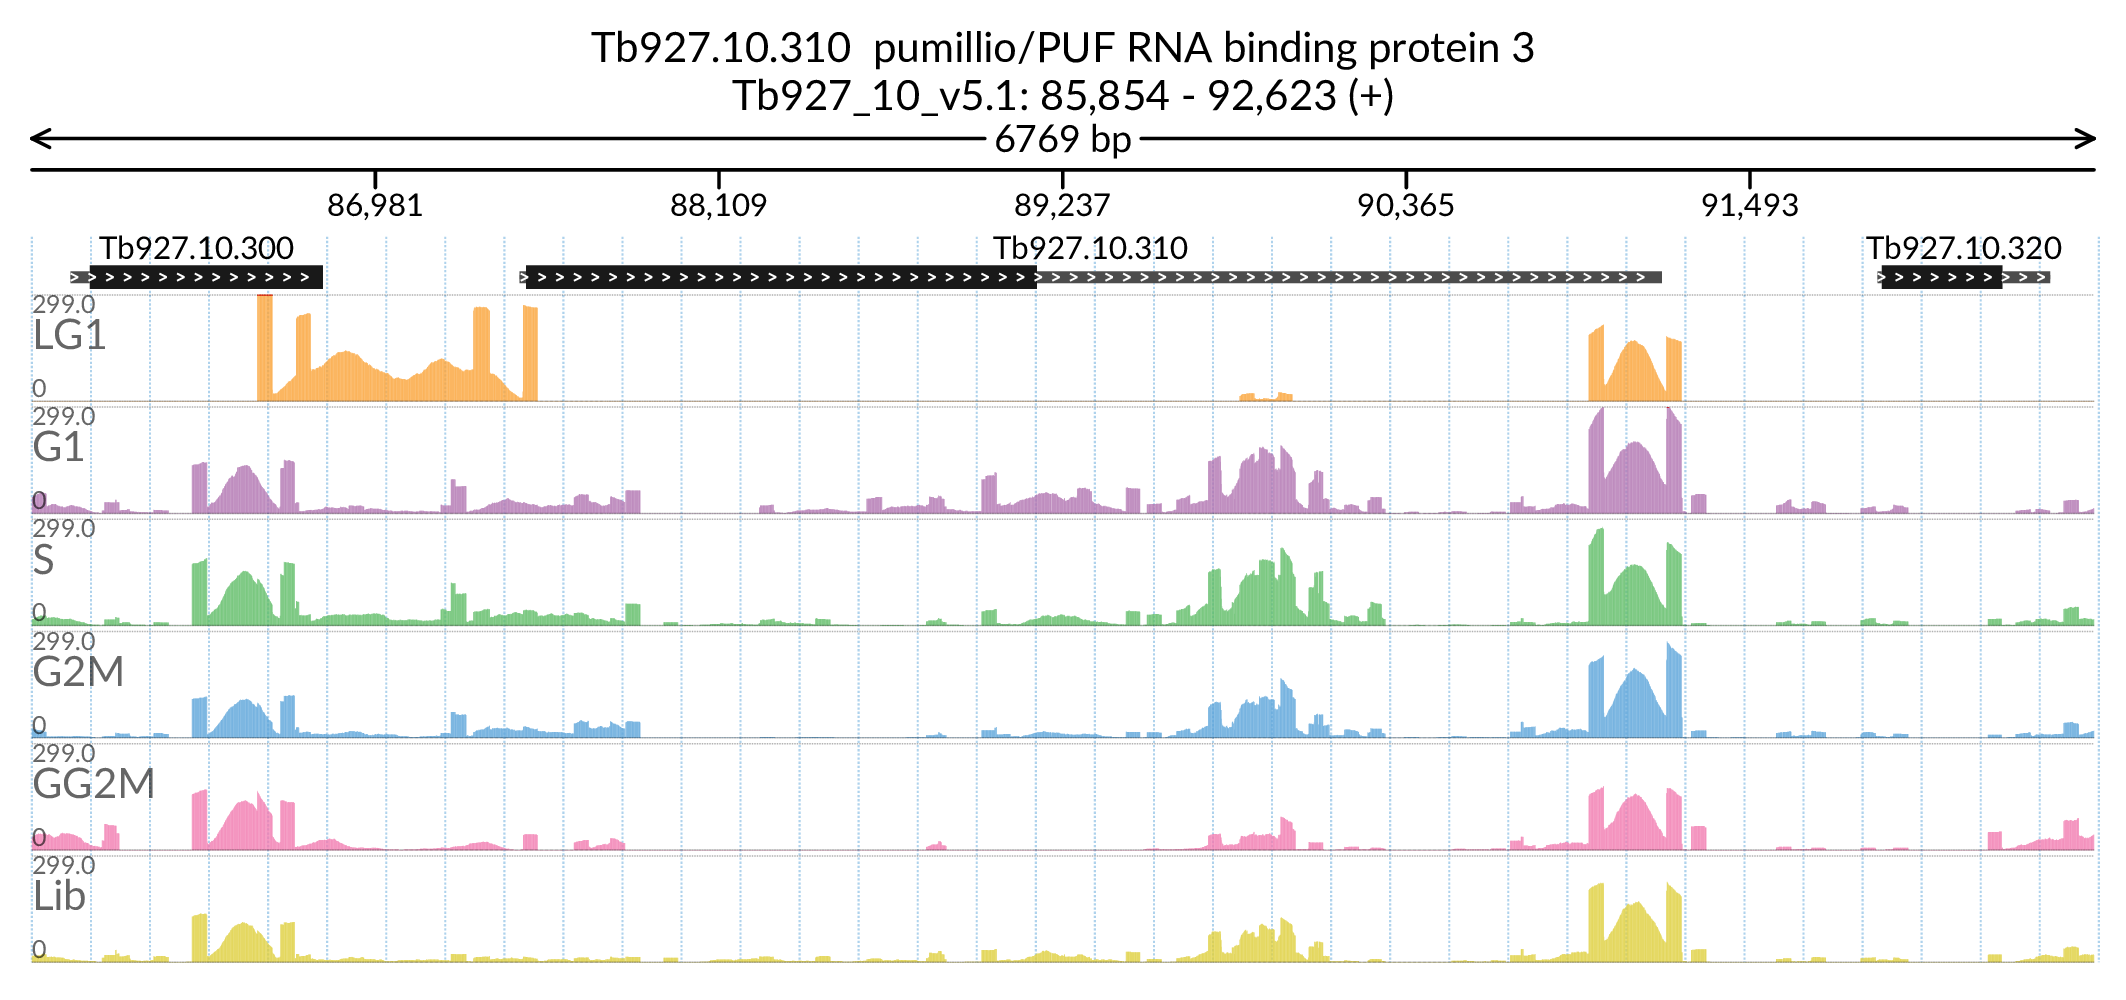 Tb927.10.310 pumillio/PUF RNA binding protein 3
Tb927_10_v5.1: 85,854 - 92,623 (+)
6769 bp
86,981 88,109 89,237 90,365 91,493
Tb927.10.300 Tb927.10.310 Tb927.10.320
299.0
LG1
0
299.0
G1
0
299.0
S
0
299.0
G2M
0
299.0
GG2M
0
299.0
Lib
0